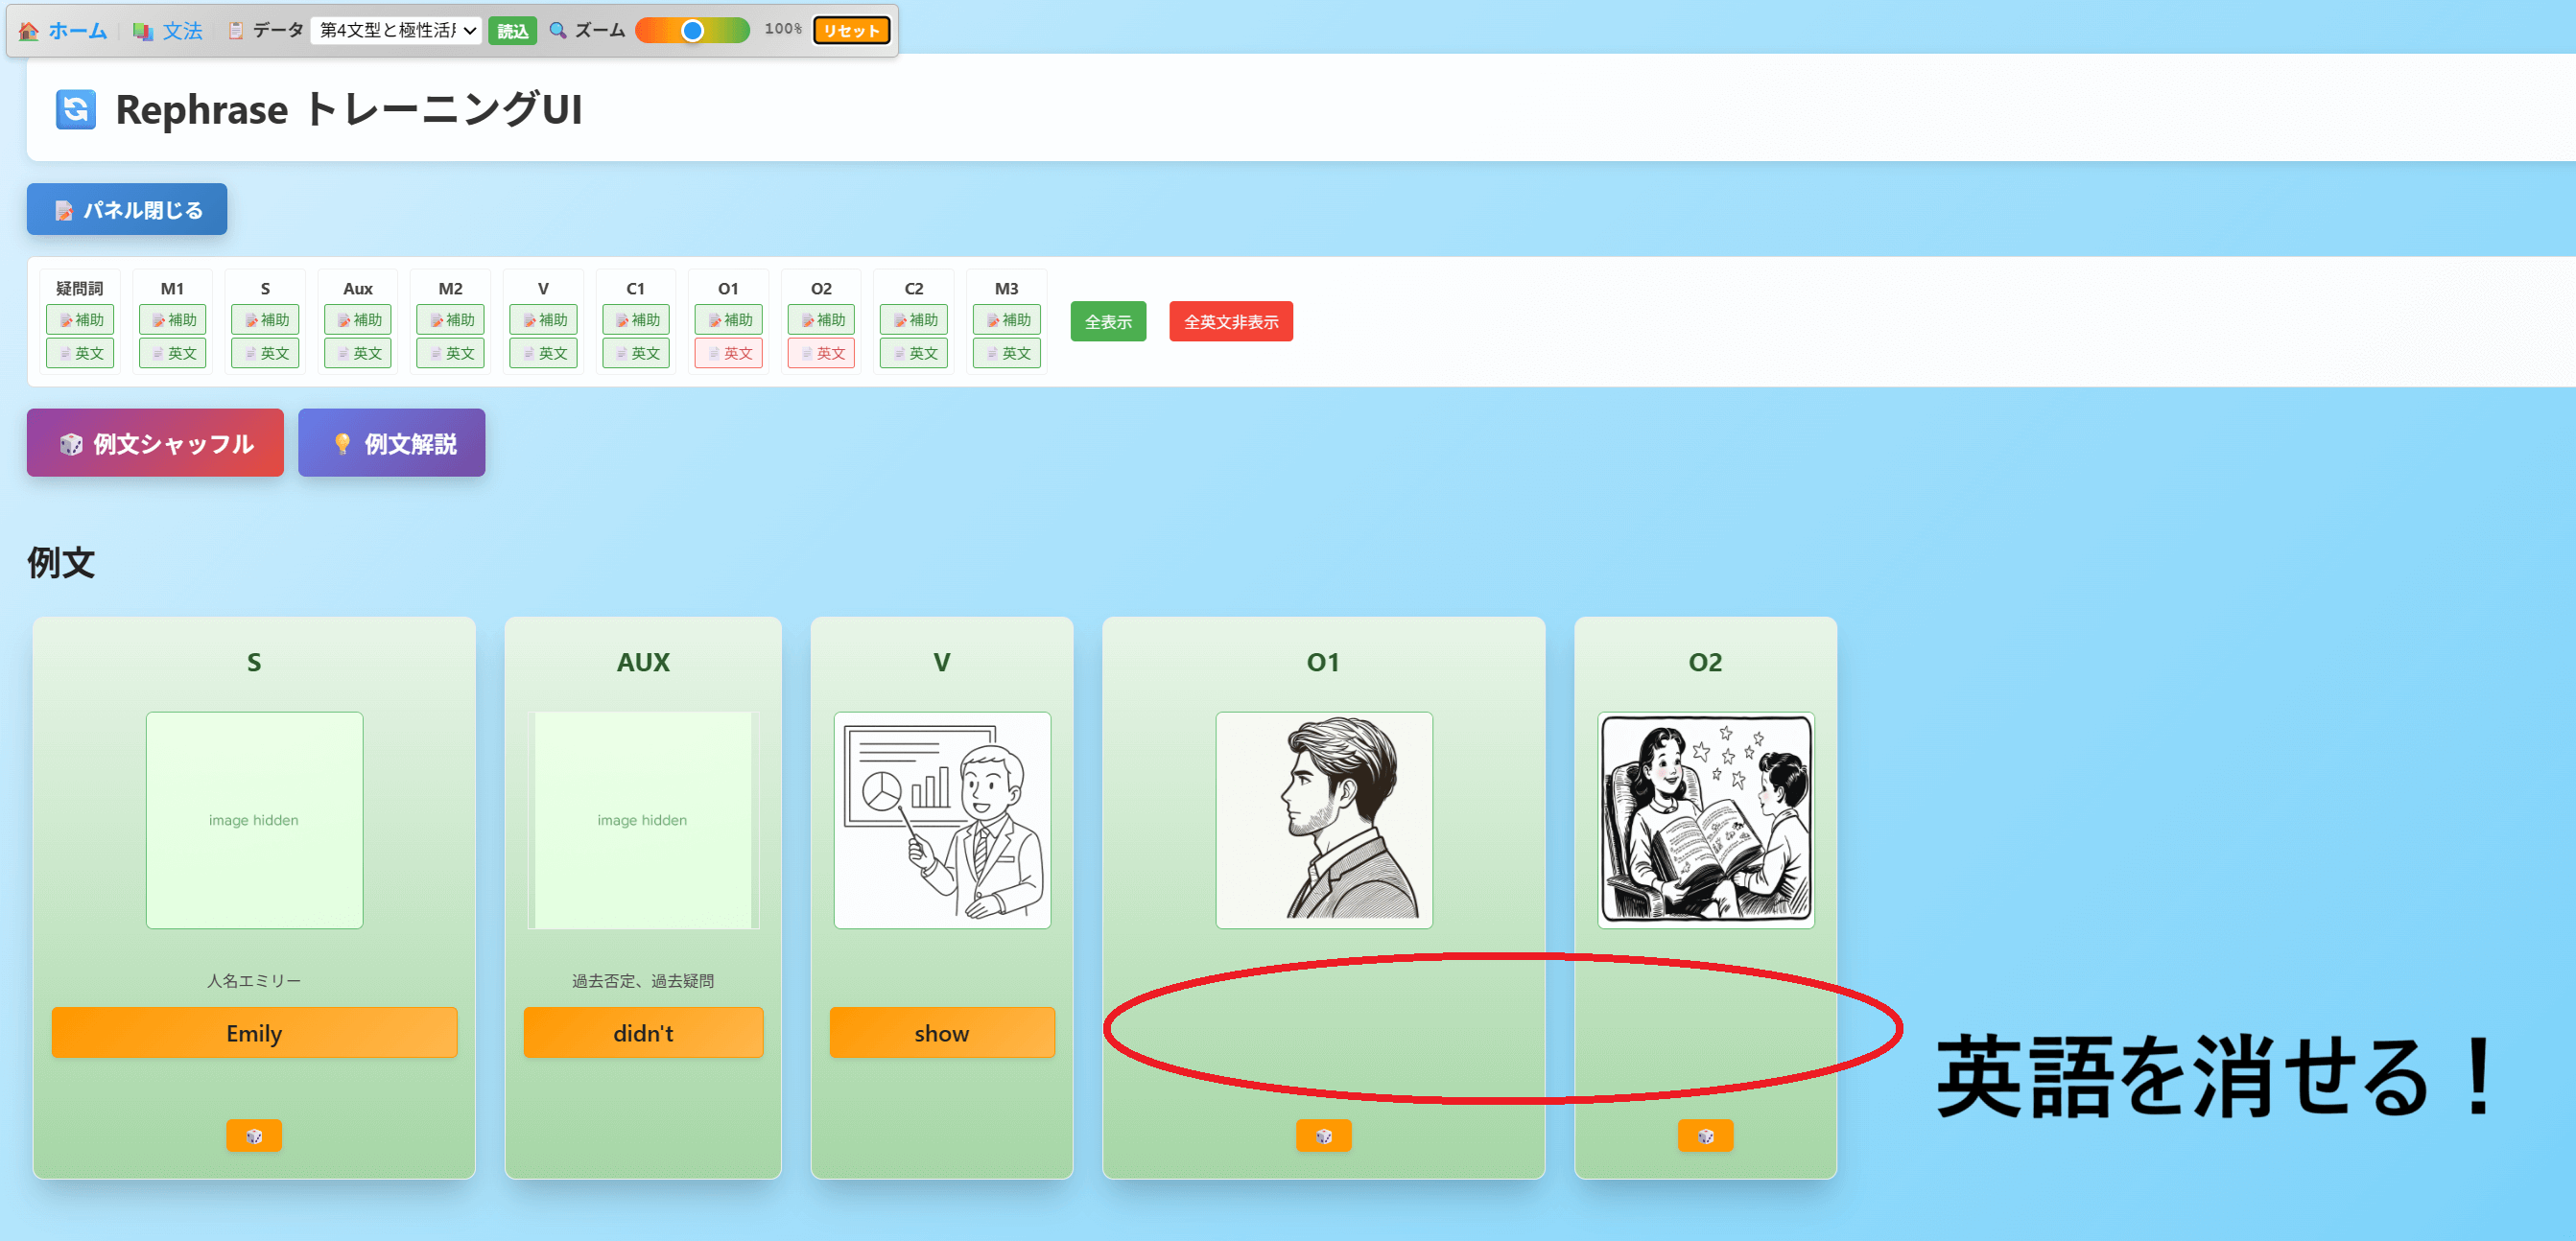 ホーム 文法 データ 第4文型と極性活用 読込 ズーム 100% リセット
Rephrase トレーニングUI
パネル閉じる
疑問詞 M1 S Aux M2 V C1 O1 O2 C2 M3
補助 補助 補助 補助 補助 補助 補助 補助 補助 補助 補助
全表示 全英文非表示
英文 英文 英文 英文 英文 英文 英文 英文 英文 英文 英文
例文シャッフル 例文解説
例文
S AUX V O1 O2
image hidden image hidden
人名エミリー 過去否定、過去疑問
Emily didn't show
英語を消せる！